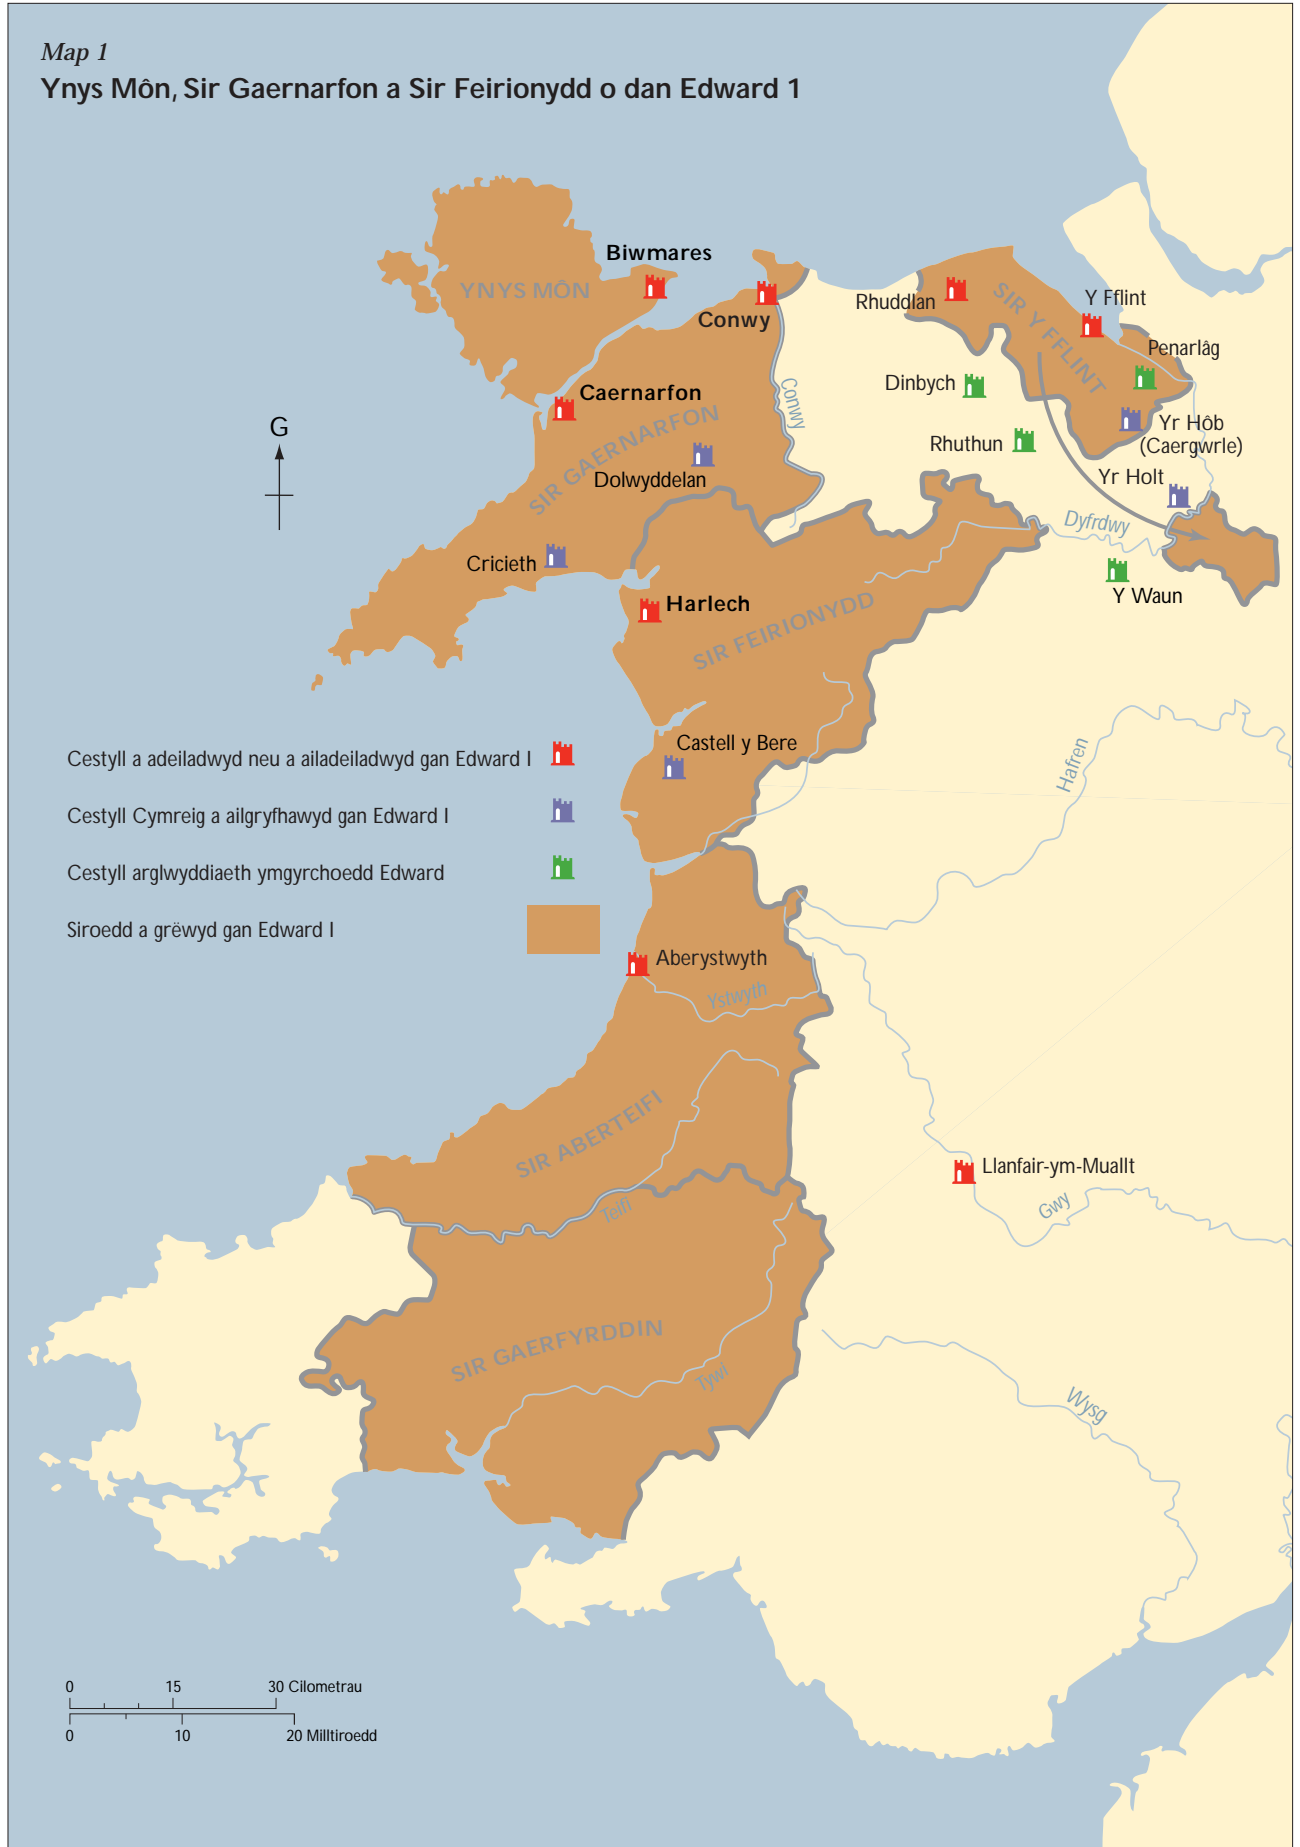 Map 1
Ynys Môn, Sir Gaernarfon a Sir Feirionydd o dan Edward 1
Biwmares
YNYS MÔN
Conwy
Rhuddlan
SIR Y FFLINT
Y Fflint
Penarlâg
Dinbych
Conwy
Caernarfon
G
Yr Hôb
(Caergwrle)
Rhuthun
SIR GAERNARFON
Dolwyddelan
Yr Holt
Dyfrdwy
Cricieth
Y Waun
Harlech
SIR FEIRIONYDD
Castell y Bere
Hafren
Cestyll a adeiladwyd neu a ailadeiladwyd gan Edward I
Cestyll Cymreig a ailgryfhawyd gan Edward I
Cestyll arglwyddiaeth ymgyrchoedd Edward
Siroedd a grëwyd gan Edward I
Aberystwyth
Ystwyth
SIR ABERTEIFI
Llanfair-ym-Muallt
Teifi
Gwy
SIR GAERFYRDDIN
Tywi
Wysg
0 15 30 Cilometrau
0 10 20 Milltiroedd